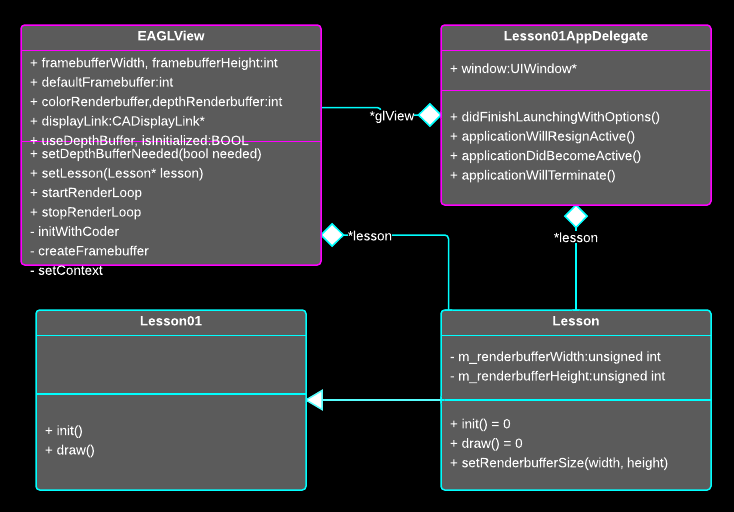 EAGLView
+ framebufferWidth, framebufferHeight:int
+ defaultFramebuffer:int
+ colorRenderbuffer,depthRenderbuffer:int
+ displayLink:CADisplayLink*
+ useDepthBuffer, isInitialized:BOOL
+ setDepthBufferNeeded(bool needed)
+ setLesson(Lesson* lesson)
+ startRenderLoop
+ stopRenderLoop
- initWithCoder
- createFramebuffer
- setContext
*glView
Lesson01AppDelegate
+ window:UIWindow*
+ didFinishLaunchingWithOptions()
+ applicationWillResignActive()
+ applicationDidBecomeActive()
+ applicationWillTerminate()
*lesson
*lesson
Lesson01
+ init()
+ draw()
Lesson
- m_renderbufferWidth:unsigned int
- m_renderbufferHeight:unsigned int
+ init() = 0
+ draw() = 0
+ setRenderbufferSize(width, height)